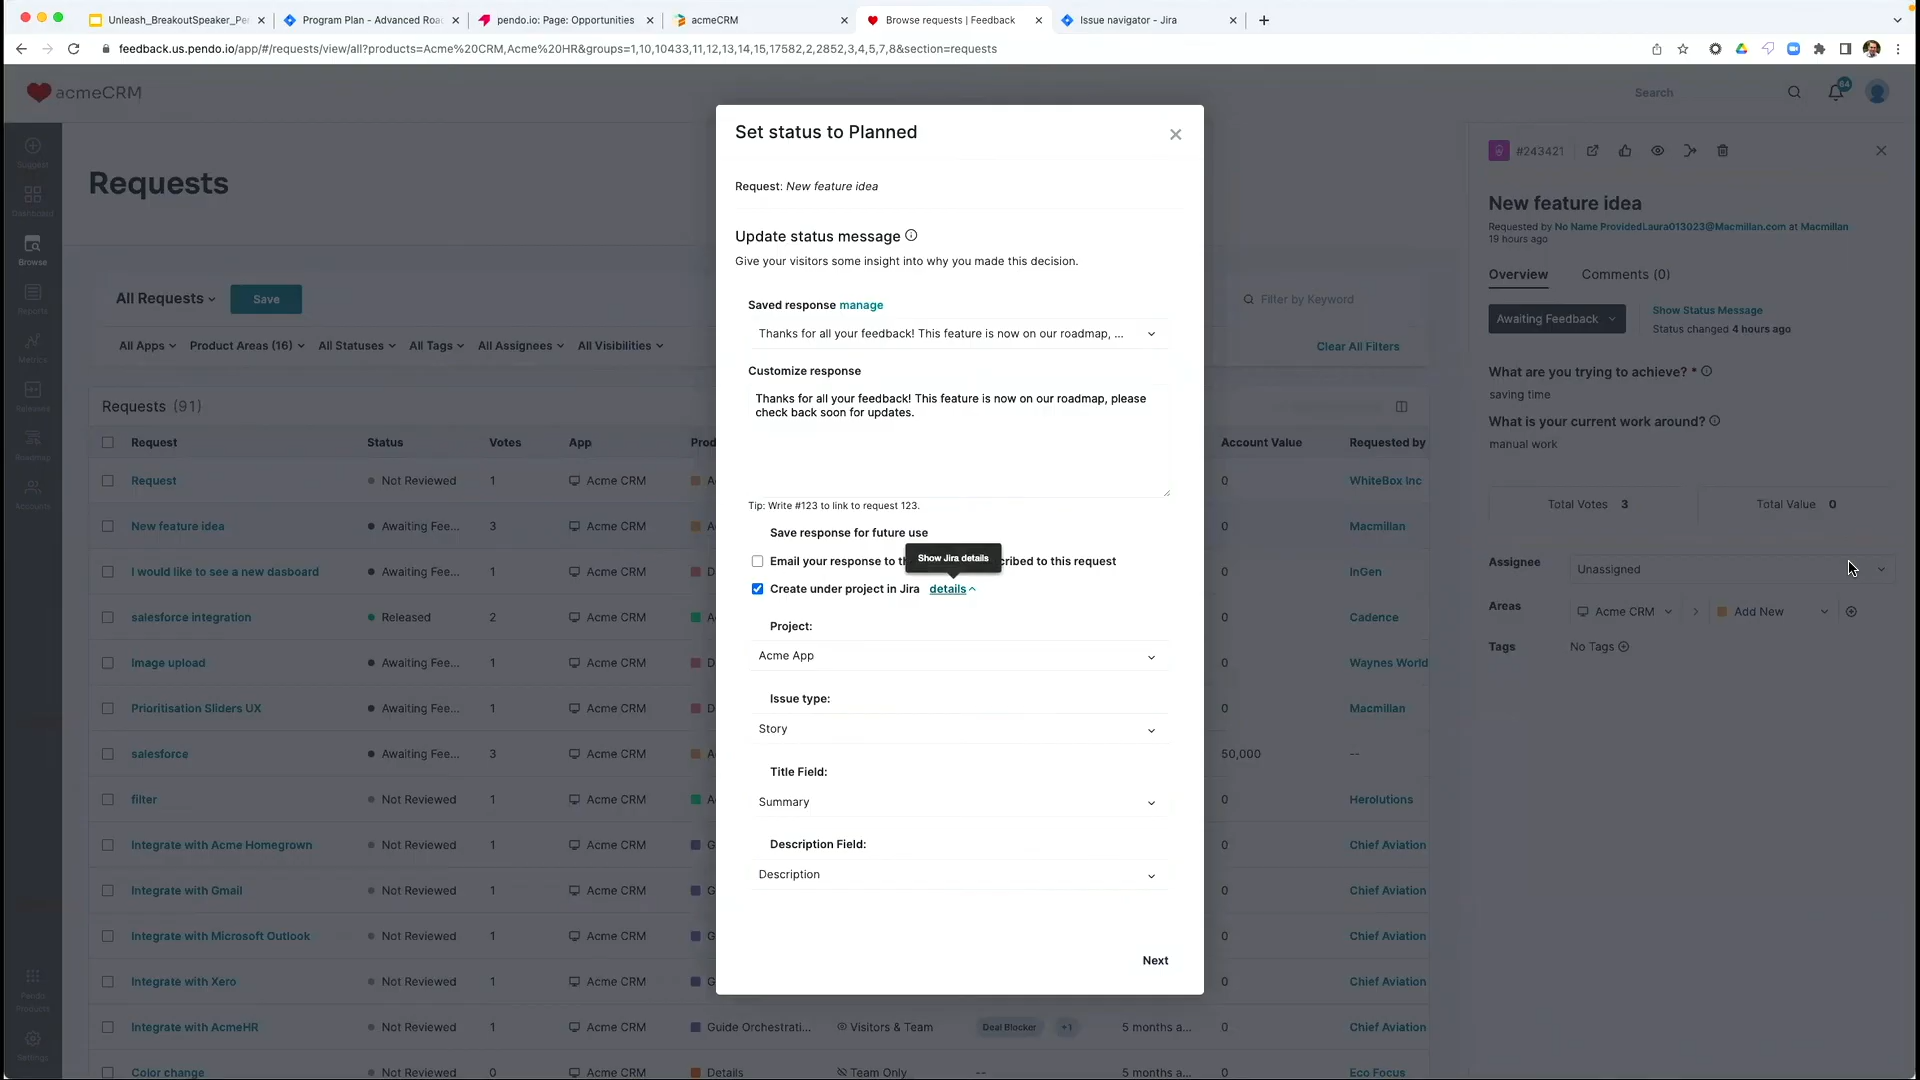 Unleash_BreakoutSpeaker_Pe
Program Plan - Advanced Roa
pendo.io: Page: Opportunities
acmeCRM
Browse requests | Feedback
Issue navigator - Jira
feedback.us.pendo.io/app/#/requests/view/all?products=Acme%20CRM,Acme%20HR&groups=1,10,10433,11,12,13,14,15,17582,2,2852,3,4,5,7,8&section=requests
acmeCRM
Search
64
Suggest
Dashboard
Browse
Reports
Metrics
Releases
Roadmap
Accounts
Pendo
Products
Settings
Requests
All Requests
Save
Filter by Keyword
All Apps
Product Areas (16)
All Statuses
All Tags
All Assignees
All Visibilities
Clear All Filters
Requests (91)
Request Status Votes App Prod Account Value Requested by
Request Not Reviewed 1 Acme CRM A 0 WhiteBox Inc
New feature idea Awaiting Fee... 3 Acme CRM A 0 Macmillan
I would like to see a new dasboard Awaiting Fee... 1 Acme CRM D 0 InGen
salesforce integration Released 2 Acme CRM A 0 Cadence
Image upload Awaiting Fee... 1 Acme CRM D 0 Waynes World
Prioritisation Sliders UX Awaiting Fee... 1 Acme CRM D 0 Macmillan
salesforce Awaiting Fee... 3 Acme CRM A 50,000 --
filter Not Reviewed 1 Acme CRM A 0 Herolutions
Integrate with Acme Homegrown Not Reviewed 1 Acme CRM G 0 Chief Aviation
Integrate with Gmail Not Reviewed 1 Acme CRM G 0 Chief Aviation
Integrate with Microsoft Outlook Not Reviewed 1 Acme CRM G 0 Chief Aviation
Integrate with Xero Not Reviewed 1 Acme CRM G 0 Chief Aviation
Integrate with AcmeHR Not Reviewed 1 Acme CRM Guide Orchestrati... Visitors & Team Deal Blocker +1 5 months a... 0 Chief Aviation
Color change Not Reviewed 0 Acme CRM Details Team Only -- 5 months a... 0 Eco Focus
Set status to Planned
Request: New feature idea
Update status message
Give your visitors some insight into why you made this decision.
Saved response manage
Thanks for all your feedback! This feature is now on our roadmap, ...
Customize response
Thanks for all your feedback! This feature is now on our roadmap, please
check back soon for updates.
Tip: Write #123 to link to request 123.
Save response for future use
Show Jira details
Email your response to th cribed to this request
Create under project in Jira details
Project:
Acme App
Issue type:
Story
Title Field:
Summary
Description Field:
Description
Next
#243421
New feature idea
Requested by No Name ProvidedLaura013023@Macmillan.com at Macmillan
19 hours ago
Overview
Comments (0)
Awaiting Feedback
Show Status Message
Status changed 4 hours ago
What are you trying to achieve? *
saving time
What is your current work around?
manual work
Total Votes 3
Total Value 0
Assignee
Unassigned
Areas
Acme CRM
Add New
Tags
No Tags